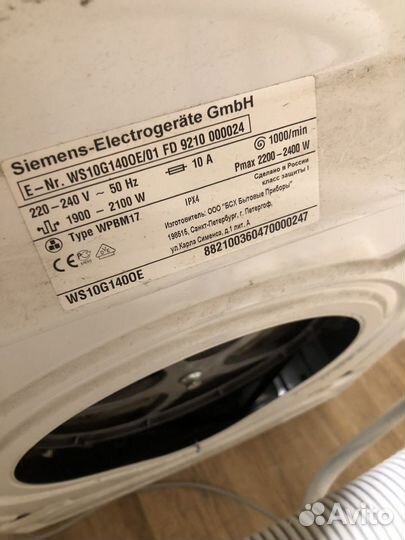 Siemens-Electrogeräte GmbH
E-Nr. WS10G140OE/01 FD 9210 000024
220-240 V ~ 50 Hz 10 A 1000/min
1900 - 2100 W Pmax 2200-2400 W
Type WPBM17 IPX4 Сделано в России
класс защиты I
Изготовитель: ООО "БСХ Бытовые Приборы"
198515, Санкт-Петербург, г. Петергоф,
ул.Карла Сименса, д.1 лит. А
882100360470000247
WS10G140OE
Avito